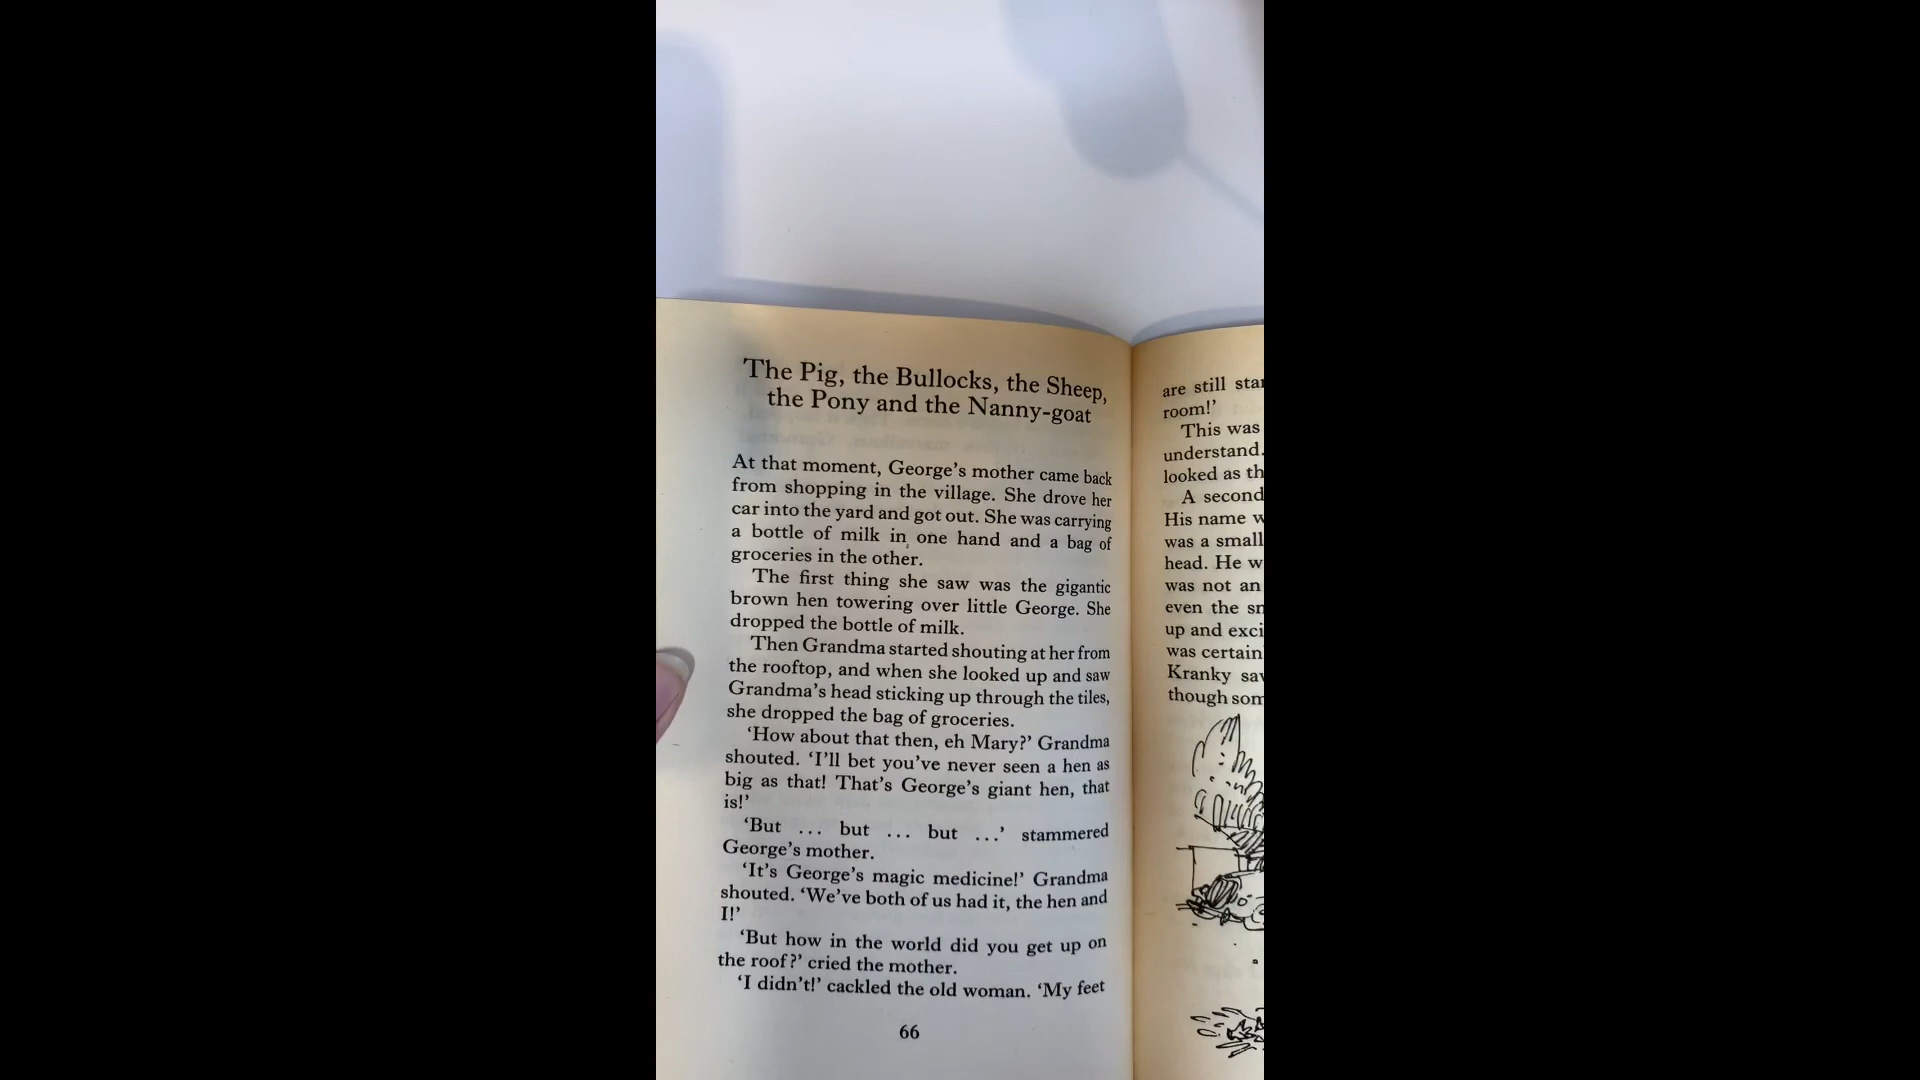 The Pig, the Bullocks, the Sheep,
the Pony and the Nanny-goat
At that moment, George’s mother came back
from shopping in the village. She drove her
car into the yard and got out. She was carrying
a bottle of milk in one hand and a bag of
groceries in the other.
The first thing she saw was the gigantic
brown hen towering over little George. She
dropped the bottle of milk.
Then Grandma started shouting at her from
the rooftop, and when she looked up and saw
Grandma’s head sticking up through the tiles,
she dropped the bag of groceries.
‘How about that then, eh Mary?’ Grandma
shouted. ‘I’ll bet you’ve never seen a hen as
big as that! That’s George’s giant hen, that
is!’
‘But ... but ... but ...’ stammered
George’s mother.
‘It’s George’s magic medicine!’ Grandma
shouted. ‘We’ve both of us had it, the hen and
I!’
‘But how in the world did you get up on
the roof?’ cried the mother.
‘I didn’t!’ cackled the old woman. ‘My feet
66
are still
room!’
This was
understand.
looked as
A second
His name
was a small
head. He
was not an
even the
up and
was
Kranky
though